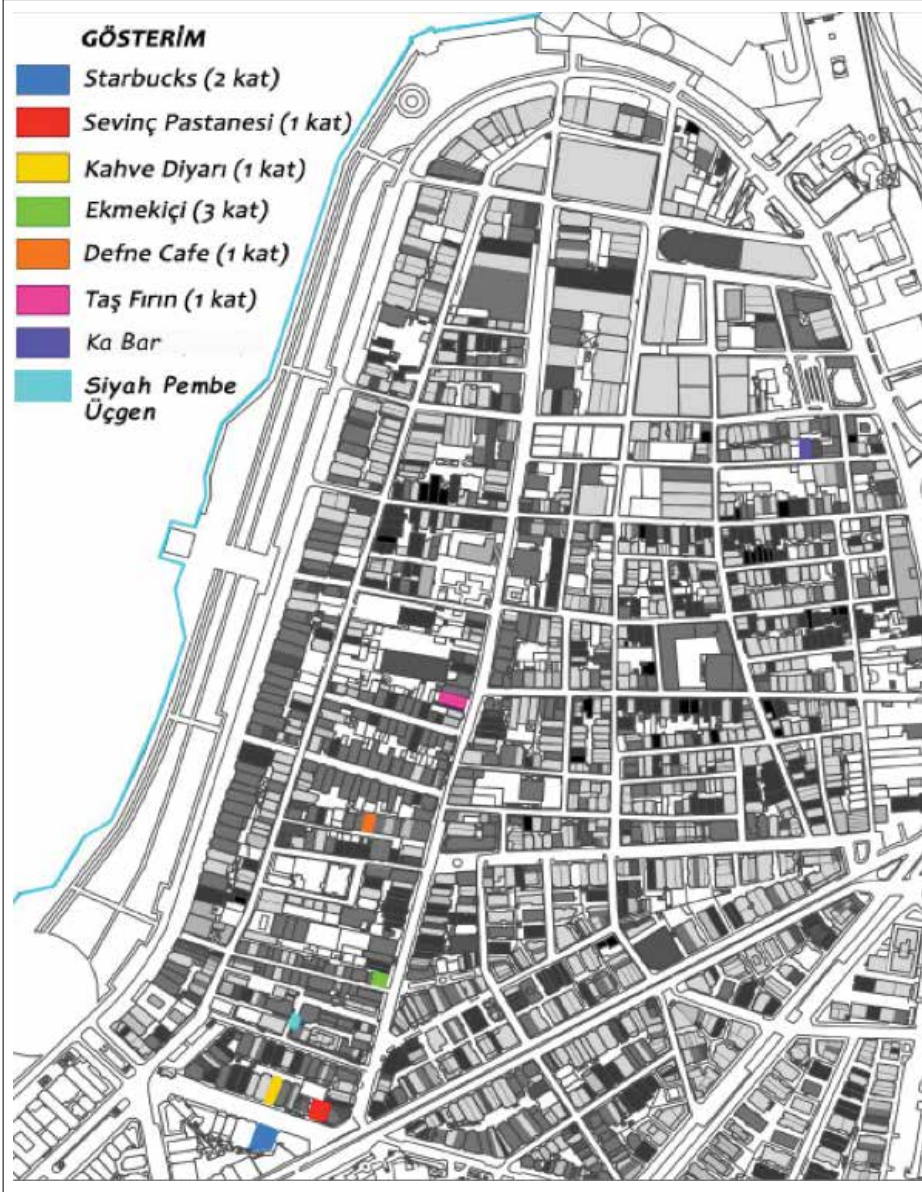 GÖSTERİM
Starbucks (2 kat)
Sevinç Pastanesi (1 kat)
Kahve Diyarı (1 kat)
Ekmekiçi (3 kat)
Defne Cafe (1 kat)
Taş Fırın (1 kat)
Ka Bar
Siyah Pembe
Üçgen